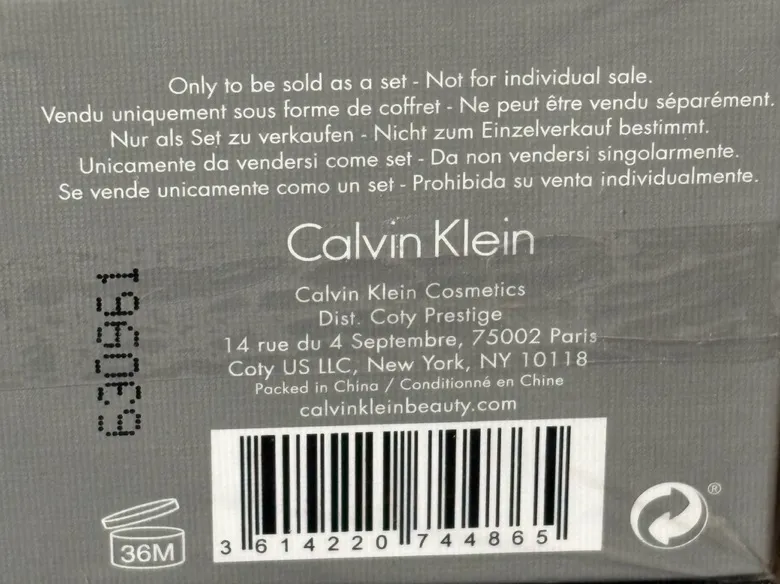 Only to be sold as a set - Not for individual sale.
Vendu uniquement sous forme de coffret - Ne peut être vendu séparément.
Nur als Set zu verkaufen - Nicht zum Einzelverkauf bestimmt.
Unicamente da vendersi come set - Da non vendersi singolarmente.
Se vende unicamente como un set - Prohibida su venta individualmente.
Calvin Klein
Calvin Klein Cosmetics
Dist. Coty Prestige
14 rue du 4 Septembre, 75002 Paris
Coty US LLC, New York, NY 10118
Packed in China / Conditionné en Chine
calvinkleinbeauty.com
3 614220 744865
36M
®